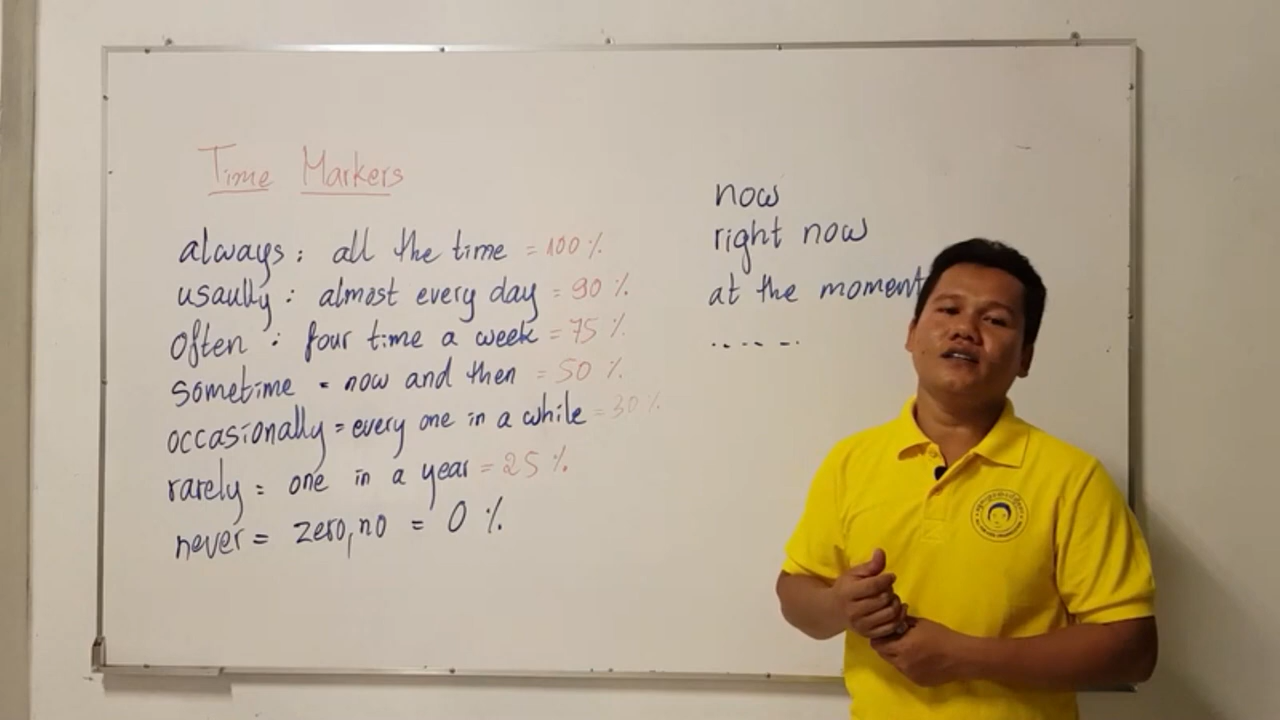 Time Markers
always : all the time = 100 %
usaully : almost every day = 90 %
often : four time a week = 75 %
sometime = now and then = 50 %
occasionally = every one in a while = 30 %
rarely = one in a year = 25 %
never = zero, no = 0 %
now
right now
at the moment